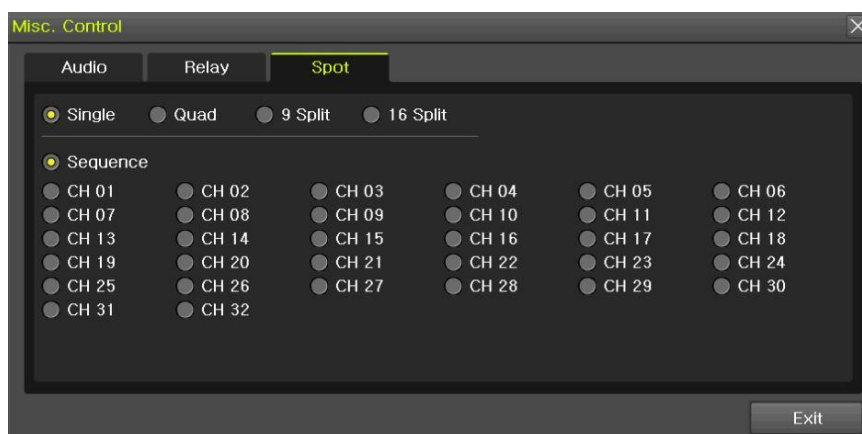 Misc. Control
Audio Relay Spot
Single Quad 9 Split 16 Split
Sequence
CH 01 CH 02 CH 03 CH 04 CH 05 CH 06
CH 07 CH 08 CH 09 CH 10 CH 11 CH 12
CH 13 CH 14 CH 15 CH 16 CH 17 CH 18
CH 19 CH 20 CH 21 CH 22 CH 23 CH 24
CH 25 CH 26 CH 27 CH 28 CH 29 CH 30
CH 31 CH 32
Exit